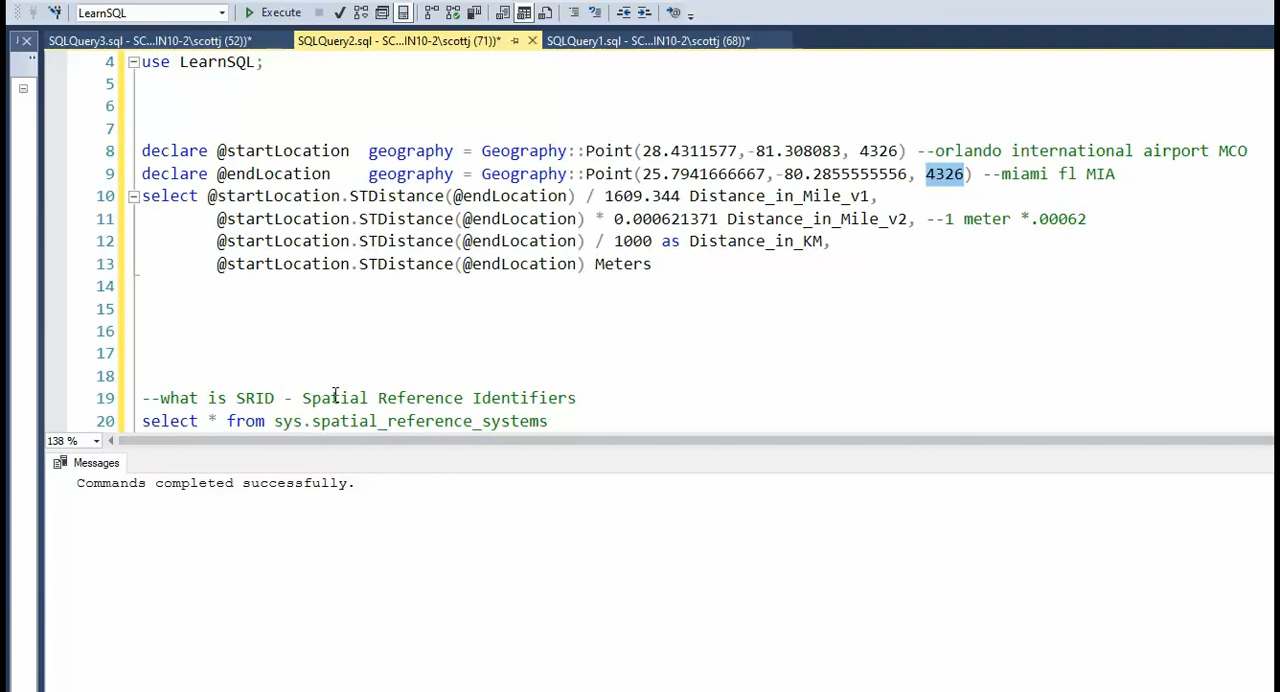 LearnSQL Execute
SQLQuery3.sql - SC...IN10-2\scottj (52))* SQLQuery2.sql - SC...IN10-2\scottj (71))* SQLQuery1.sql - SC...IN10-2\scottj (68))*
4 use LearnSQL;
5
6
7
8 declare @startLocation geography = Geography::Point(28.4311577,-81.308083, 4326) --orlando international airport MCO
9 declare @endLocation geography = Geography::Point(25.7941666667,-80.2855555556, 4326) --miami fl MIA
10 select @startLocation.STDistance(@endLocation) / 1609.344 Distance_in_Mile_v1,
11 @startLocation.STDistance(@endLocation) * 0.000621371 Distance_in_Mile_v2, --1 meter *.00062
12 @startLocation.STDistance(@endLocation) / 1000 as Distance_in_KM,
13 @startLocation.STDistance(@endLocation) Meters
14
15
16
17
18
19 --what is SRID - Spatial Reference Identifiers
20 select * from sys.spatial_reference_systems
138 %
Messages
Commands completed successfully.